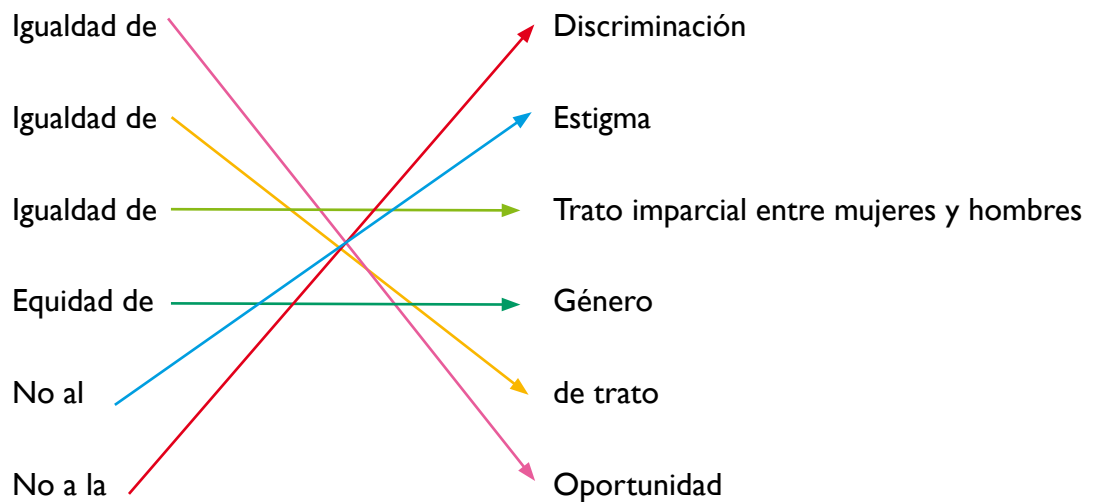 Igualdad de
Discriminación
Igualdad de
Estigma
Igualdad de
Trato imparcial entre mujeres y hombres
Equidad de
Género
No al
de trato
No a la
Oportunidad